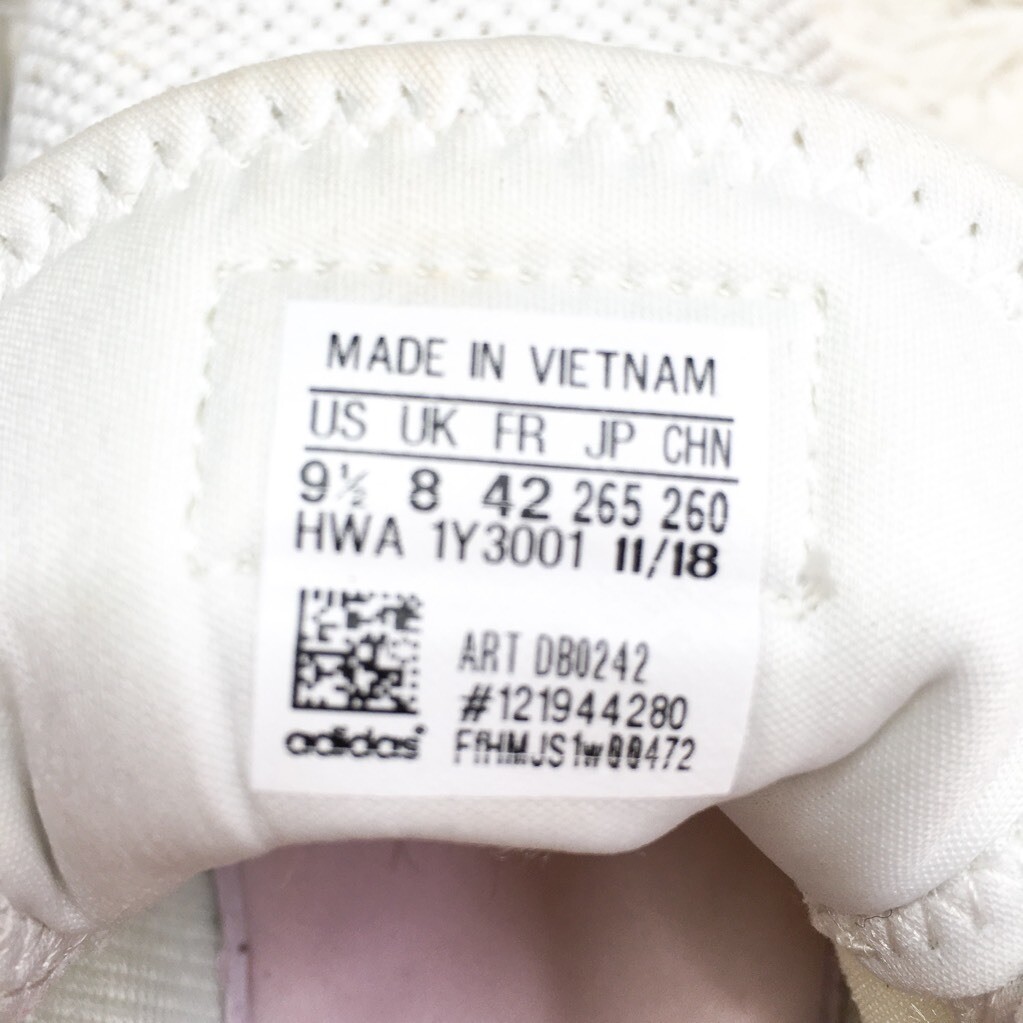 MADE IN VIETNAM
US UK FR JP CHN
9½ 8 42 265 260
HWA 1Y3001 11/18
ART DB0242
#121944280
adidas
FfHMJS1w00472